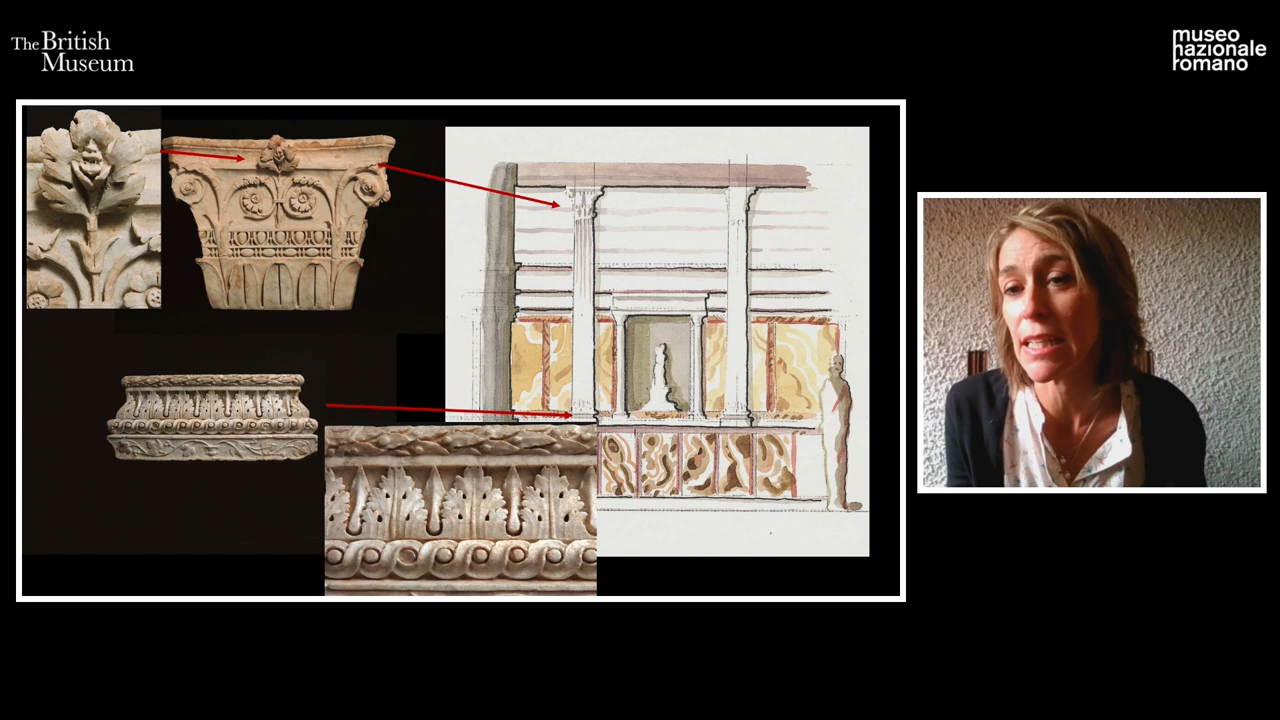 The British
Museum
museo
nazionale
romano